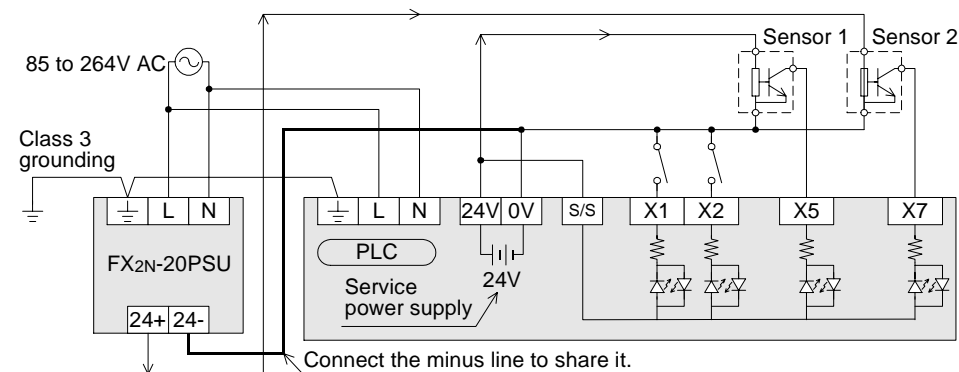 Sensor 1 Sensor 2
85 to 264V AC
Class 3
grounding
L N
L N 24V 0V S/S X1 X2 X5 X7
FX2N-20PSU
PLC
24V
Service
power supply
24+ 24-
Connect the minus line to share it.